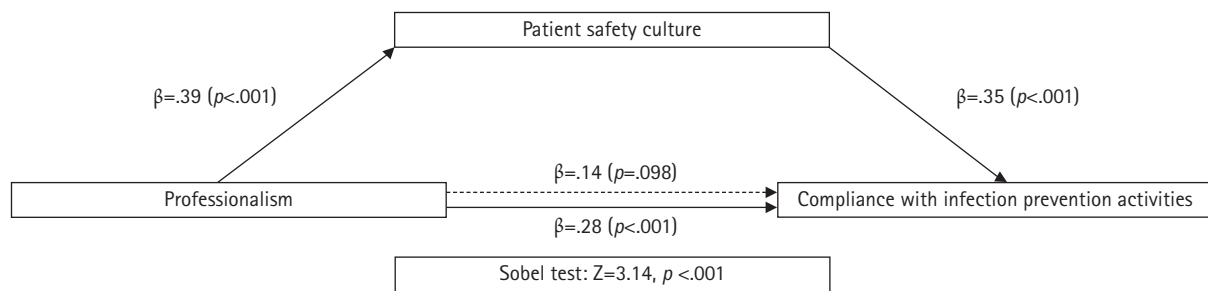 Patient safety culture
β=.39 (p<.001)
β=.35 (p<.001)
β=.14 (p=.098)
Professionalism
Compliance with infection prevention activities
β=.28 (p<.001)
Sobel test: Z=3.14, p <.001